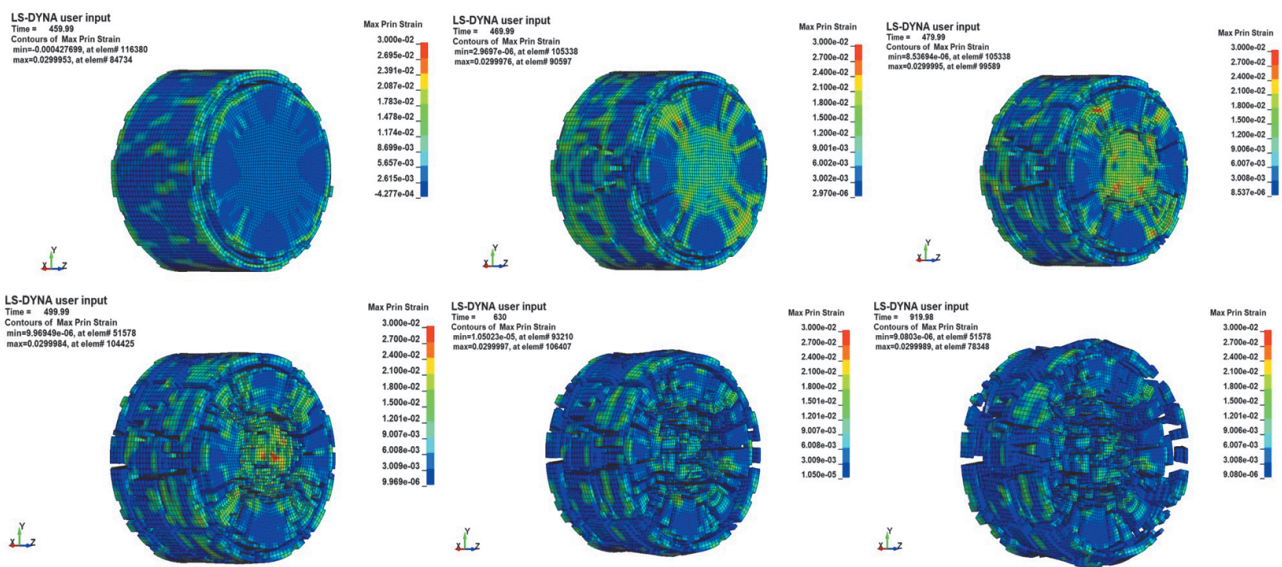 LS-DYNA user input
Time = 459.99
Contours of Max Prin Strain
min=-0.000427699, at elem# 116380
max=0.0299953, at elem# 84734
Max Prin Strain
3.000e-02
2.695e-02
2.391e-02
2.087e-02
1.783e-02
1.478e-02
1.174e-02
8.699e-03
5.657e-03
2.615e-03
-4.277e-04
Y
X
Z
LS-DYNA user input
Time = 469.99
Contours of Max Prin Strain
min=2.9697e-06, at elem# 105338
max=0.0299976, at elem# 90597
Max Prin Strain
3.000e-02
2.700e-02
2.400e-02
2.100e-02
1.800e-02
1.500e-02
1.200e-02
9.001e-03
6.002e-03
3.002e-03
2.970e-06
Y
X
Z
LS-DYNA user input
Time = 479.99
Contours of Max Prin Strain
min=8.53694e-06, at elem# 105338
max=0.0299995, at elem# 99589
Max Prin Strain
3.000e-02
2.700e-02
2.400e-02
2.100e-02
1.800e-02
1.500e-02
1.200e-02
9.006e-03
6.007e-03
3.008e-03
8.537e-06
Y
X
Z
LS-DYNA user input
Time = 499.99
Contours of Max Prin Strain
min=9.96949e-06, at elem# 51578
max=0.0299984, at elem# 104425
Max Prin Strain
3.000e-02
2.700e-02
2.400e-02
2.100e-02
1.800e-02
1.500e-02
1.201e-02
9.007e-03
6.008e-03
3.009e-03
9.969e-06
Y
X
Z
LS-DYNA user input
Time = 630
Contours of Max Prin Strain
min=1.05023e-05, at elem# 93210
max=0.0299997, at elem# 106407
Max Prin Strain
3.000e-02
2.700e-02
2.400e-02
2.100e-02
1.800e-02
1.500e-02
1.201e-02
9.007e-03
6.008e-03
3.009e-03
1.050e-05
Y
X
Z
LS-DYNA user input
Time = 919.98
Contours of Max Prin Strain
min=9.0803e-06, at elem# 51578
max=0.0299989, at elem# 78348
Max Prin Strain
3.000e-02
2.700e-02
2.400e-02
2.100e-02
1.800e-02
1.500e-02
1.201e-02
9.006e-03
6.007e-03
3.008e-03
9.080e-06
Y
X
Z